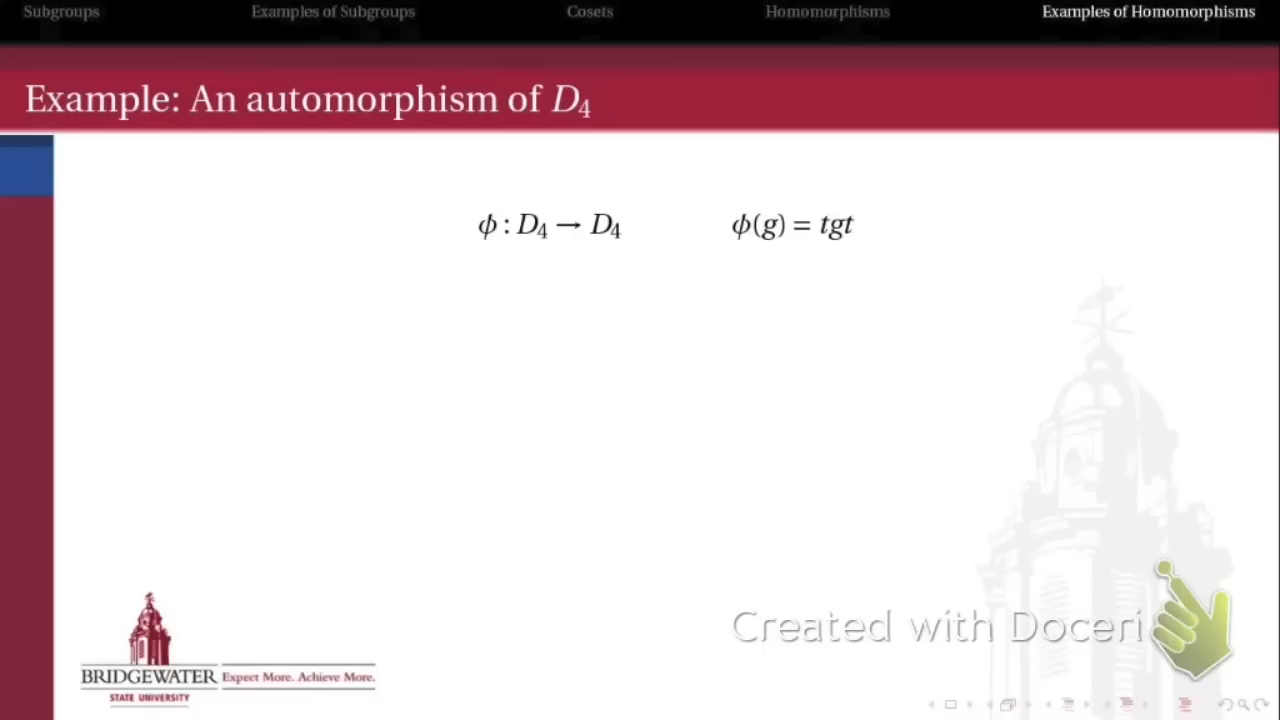 Subgroups Examples of Subgroups Cosets Homomorphisms Examples of Homomorphisms
Example: An automorphism of D₄
ϕ : D₄ → D₄ ϕ(g) = tgt
Created with Doceri
BRIDGEWATER Expect More. Achieve More.
STATE UNIVERSITY